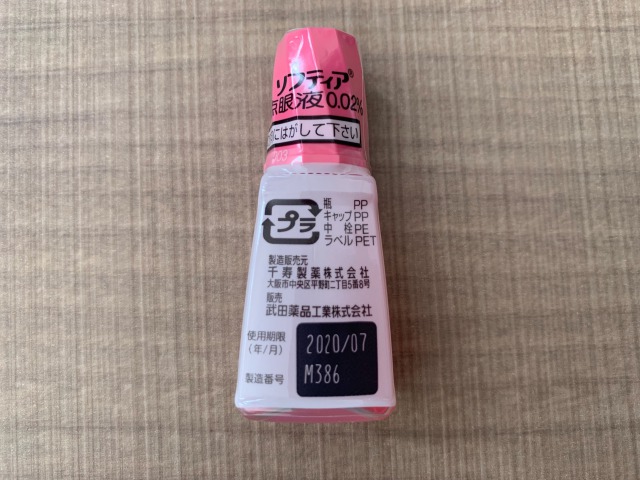 ソフティア®
点眼液0.02%
にはがして下さい
プラ
瓶 PP
キャップ PP
中栓 PE
ラベル PET
製造販売元
千寿製薬株式会社
大阪市中央区平野町二丁目5番8号
販売
武田薬品工業株式会社
使用期限
(年/月)
2020/07
製造番号
M386